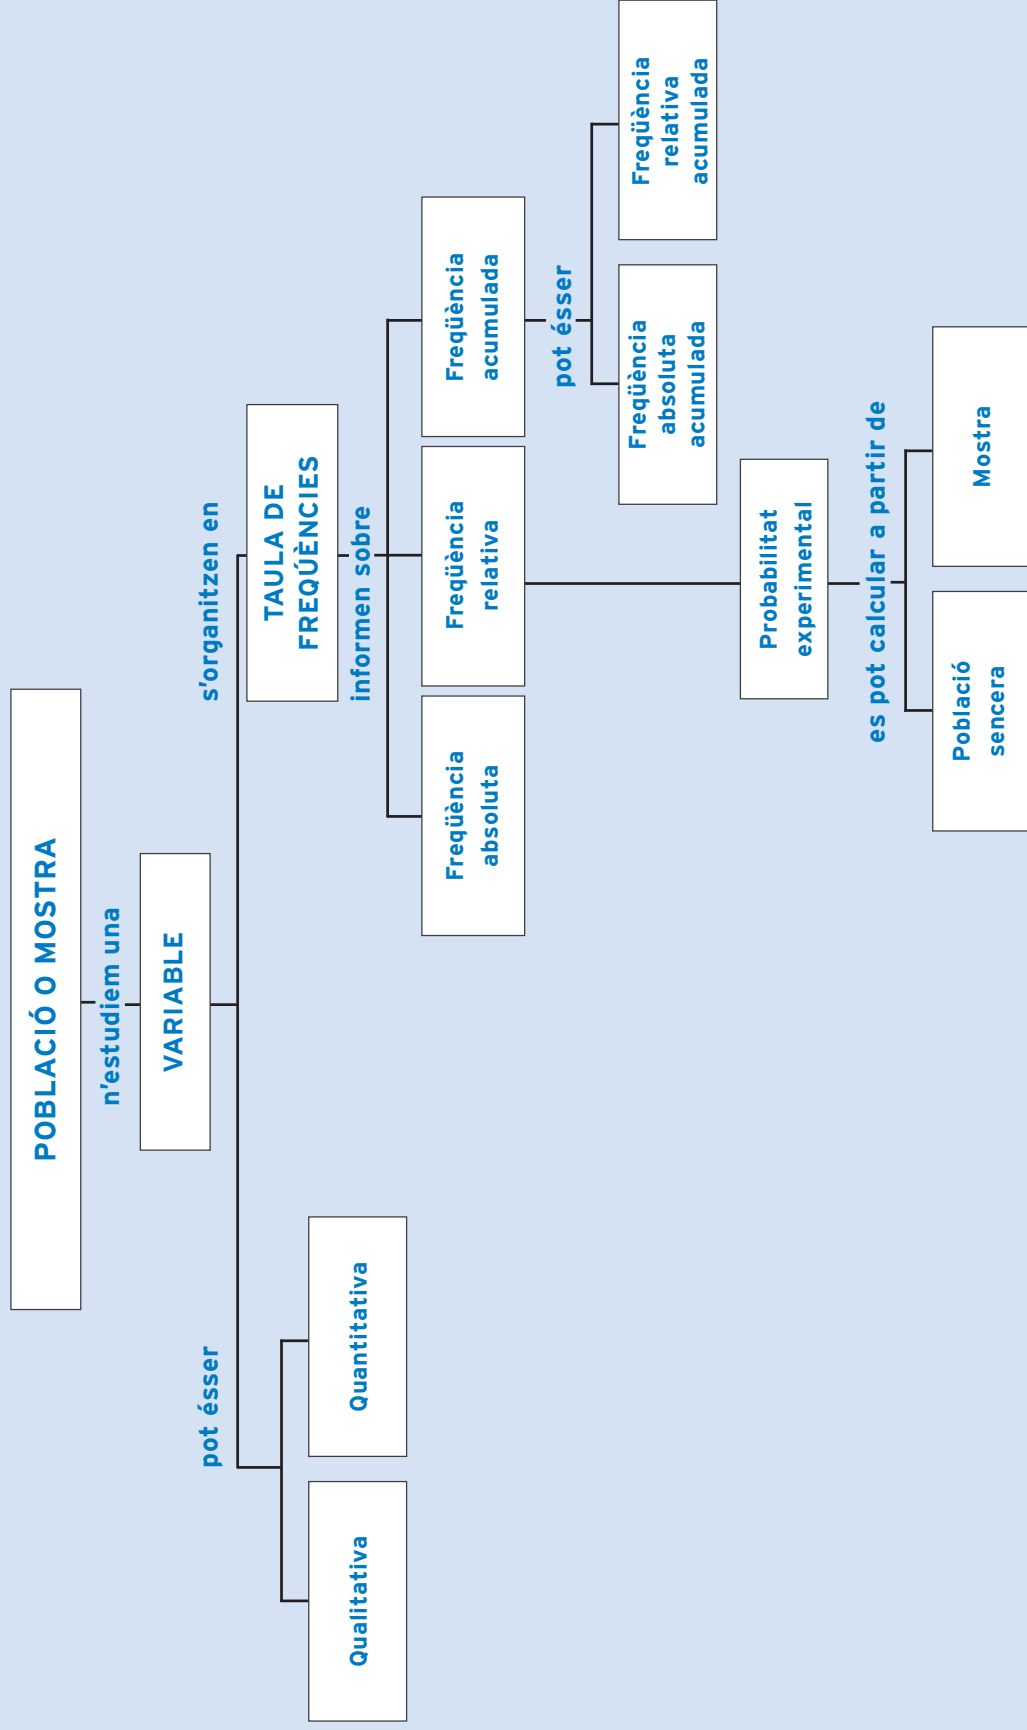 POBLACIÓ O MOSTRA
n'estudiem una
VARIABLE
pot ésser
s'organitzen en
Qualitativa
Quantitativa
TAULA DE
FREQÚÈNCIES
informen sobre
Freqüència
absoluta
Freqüència
relativa
Freqüència
acumulada
pot ésser
Freqüència
absoluta
acumulada
Freqüència
relativa
acumulada
Probabilitat
experimental
es pot calcular a partir de
Població
sencera
Mostra